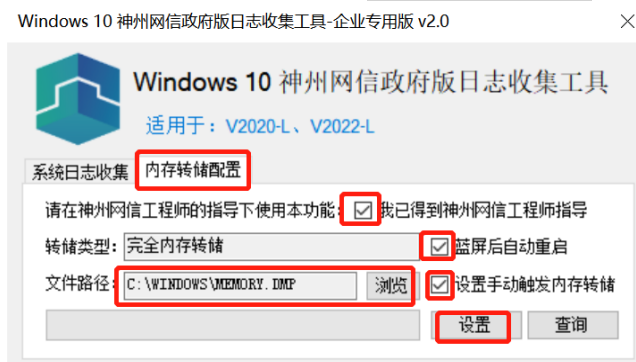 Windows 10 神州网信政府版日志收集工具-企业专用版 v2.0
Windows 10 神州网信政府版日志收集工具
适用于：V2020-L、V2022-L
系统日志收集 内存转储配置
请在神州网信工程师的指导下使用本功能： 我已得到神州网信工程师指导
转储类型： 完全内存转储 蓝屏后自动重启
文件路径： C:\WINDOWS\MEMORY.DMP 浏览 设置手动触发内存转储
设置 查询